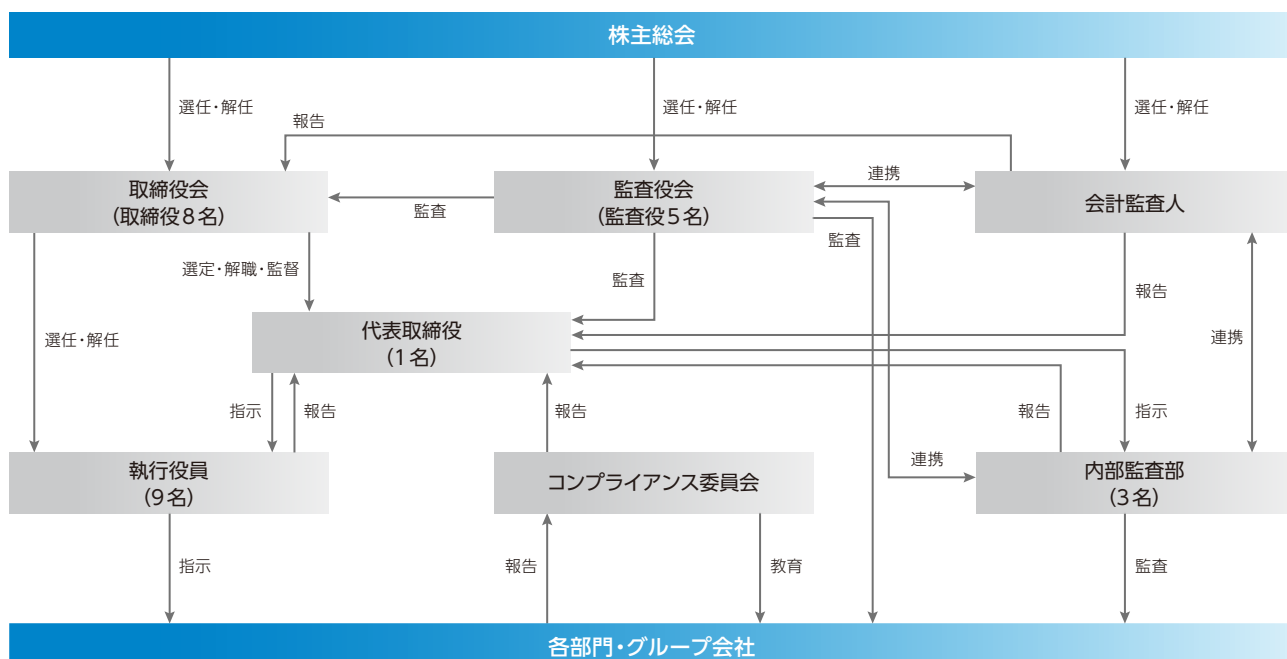 株主総会
選任・解任
選任・解任
選任・解任
報告
取締役会
(取締役8名)
監査
監査役会
(監査役5名)
連携
会計監査人
監査
選定・解職・監督
監査
報告
選任・解任
代表取締役
(1名)
連携
指示
報告
報告
報告
指示
執行役員
(9名)
コンプライアンス委員会
連携
内部監査部
(3名)
指示
報告
教育
監査
各部門・グループ会社